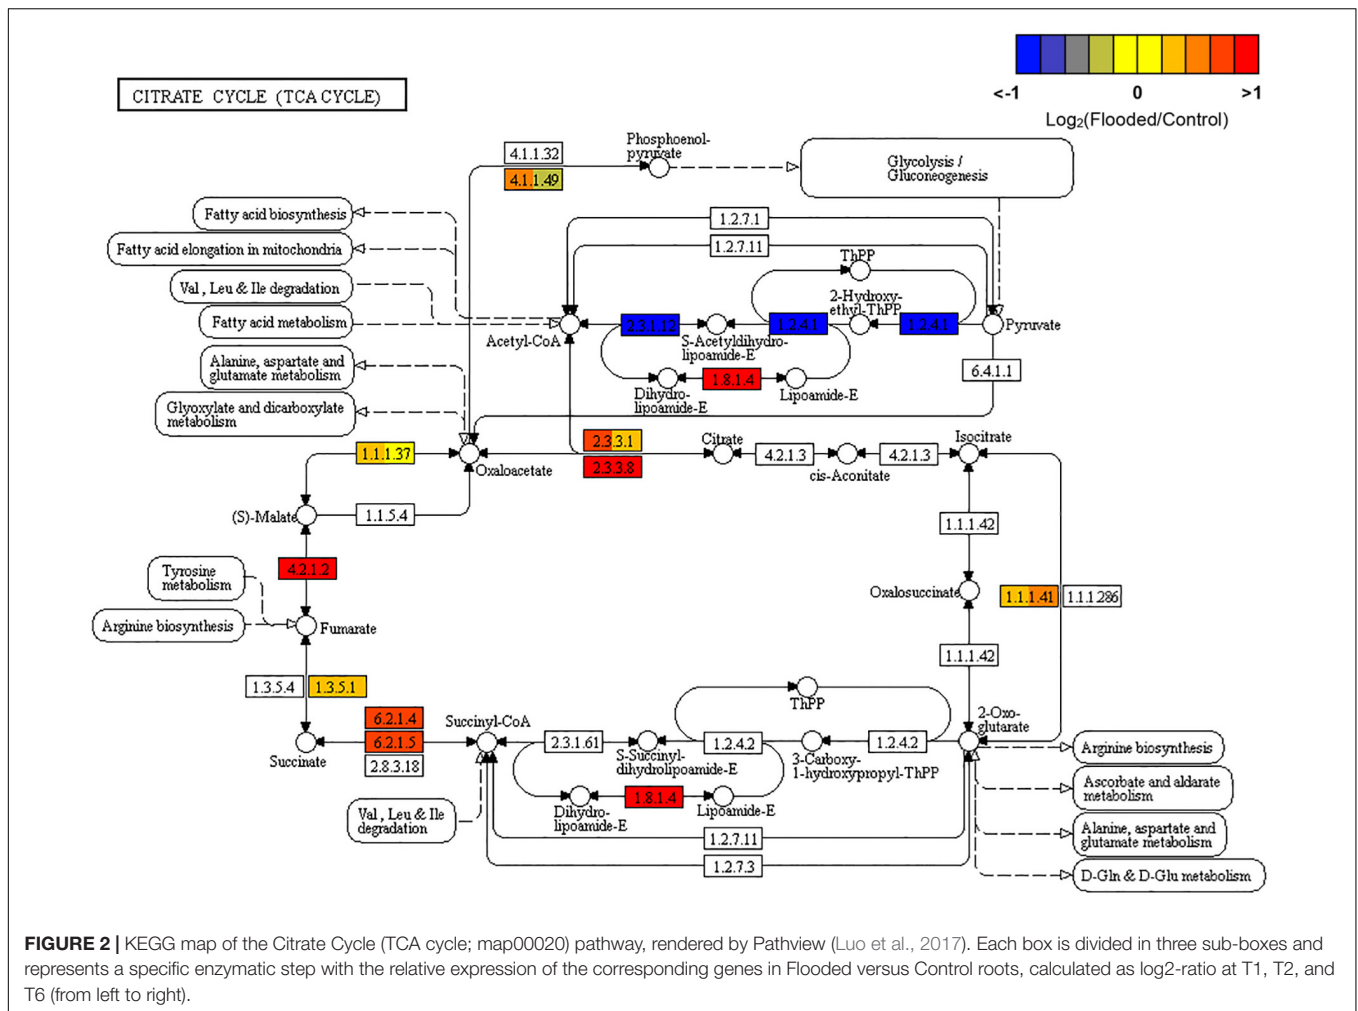 CITRATE CYCLE (TCA CYCLE)
<-1 0 >1
Log2(Flooded/Control)
4.1.1.32
Phosphoenol-
pyruvate
4.1.1.49
Glycolysis /
Gluconeogenesis
Fatty acid biosynthesis
1.2.7.1
Fatty acid elongation in mitochondria
1.2.7.11
ThPP
Val , Leu & Ile degradation
2-Hydroxy-
ethyl-ThPP
Fatty acid metabolism
2.3.1.12
1.2.4.1
1.2.4.1
Pyruvate
Acetyl-CoA
S-Acetyldihydro-
lipoamide-E
Alanine, aspartate and
glutamate metabolism
6.4.1.1
1.8.1.4
Dihydro-
lipoamide-E
Lipoamide-E
Glyoxylate and dicarboxylate
metabolism
1.1.1.37
2.3.3.1
Citrate
Isocitrate
4.2.1.3
4.2.1.3
Oxaloacetate
2.3.3.8
cis-Aconitate
(S)-Malate
1.1.5.4
1.1.1.42
4.2.1.2
Tyrosine
metabolism
Oxalosuccinate
1.1.1.41
1.1.1.286
Arginine biosynthesis
Fumarate
1.1.1.42
1.3.5.4
1.3.5.1
ThPP
6.2.1.4
Succinyl-CoA
2-Oxo-
glutarate
6.2.1.5
2.3.1.61
1.2.4.2
1.2.4.2
Arginine biosynthesis
Succinate
2.8.3.18
S-Succinyl-
dihydrolipoamide-E
3-Carboxy-
1-hydroxypropyl-ThPP
Ascorbate and aldarate
metabolism
1.8.1.4
Dihydro-
lipoamide-E
Lipoamide-E
Val , Leu & Ile
degradation
Alanine, aspartate and
glutamate metabolism
1.2.7.11
1.2.7.3
D-Gln & D-Glu metabolism
FIGURE 2 | KEGG map of the Citrate Cycle (TCA cycle; map00020) pathway, rendered by Pathview (Luo et al., 2017). Each box is divided in three sub-boxes and
represents a specific enzymatic step with the relative expression of the corresponding genes in Flooded versus Control roots, calculated as log2-ratio at T1, T2, and
T6 (from left to right).